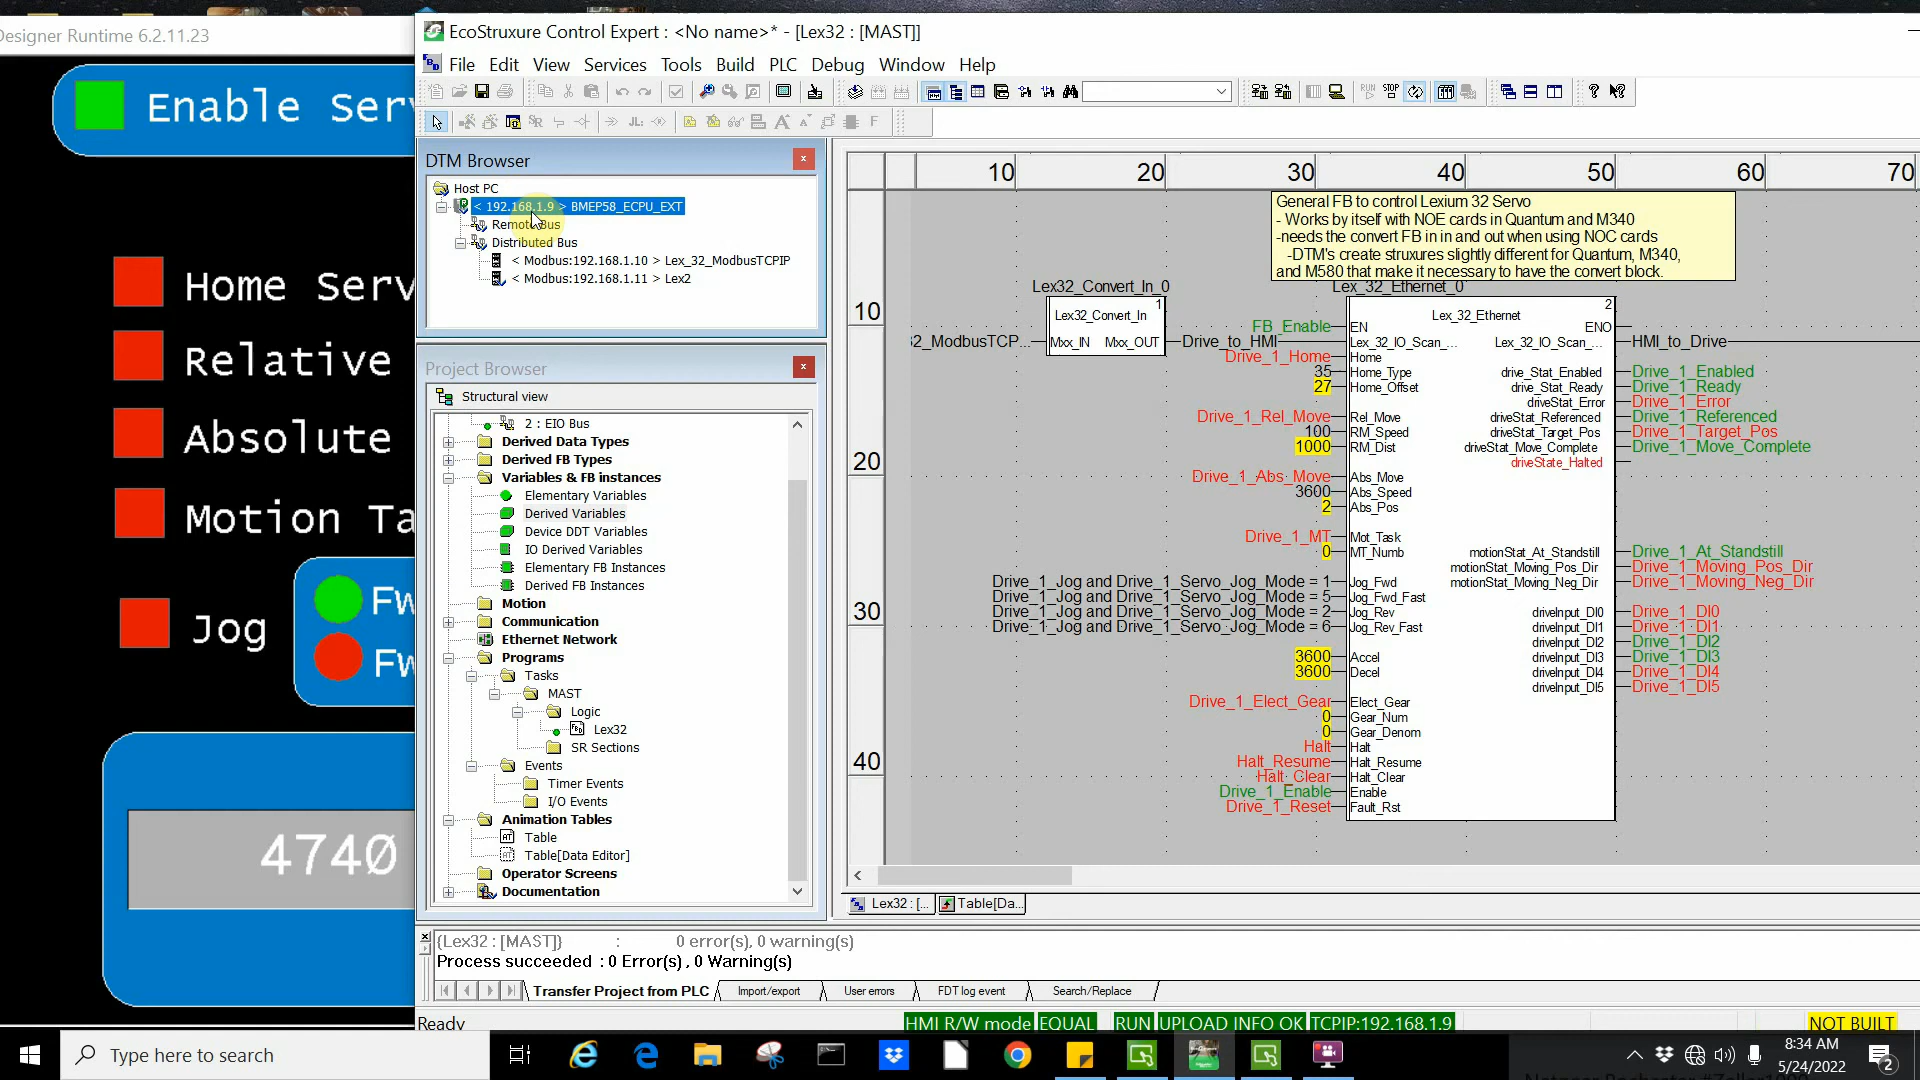 Designer Runtime 6.2.11.23
Enable Serv
Home Serv
Relative
Absolute
Motion Ta
Jog
Fw
Fw
4740
EcoStruxure Control Expert : <No name>* - [Lex32 : [MAST]]
File Edit View Services Tools Build PLC Debug Window Help
DTM Browser
Host PC
< 192.168.1.9 > BMEP58_ECPU_EXT
Remote Bus
Distributed Bus
< Modbus:192.168.1.10 > Lex_32_ModbusTCPIP
< Modbus:192.168.1.11 > Lex2
Project Browser
Structural view
2 : EIO Bus
Derived Data Types
Derived FB Types
Variables & FB instances
Elementary Variables
Derived Variables
Device DDT Variables
IO Derived Variables
Elementary FB Instances
Derived FB Instances
Motion
Communication
Ethernet Network
Programs
Tasks
MAST
Logic
Lex32
SR Sections
Events
Timer Events
I/O Events
Animation Tables
Table
Table[Data Editor]
Operator Screens
Documentation
10 20 30 40 50 60 70
10
20
30
40
General FB to control Lexium 32 Servo
- Works by itself with NOE cards in Quantum and M340
-needs the convert FB in in and out when using NOC cards
-DTM's create struxures slightly different for Quantum, M340,
and M580 that make it necessary to have the convert block.
Lex32_Convert_In_0
1
Lex32_Convert_In
32_ModbusTCP... Mxx_IN Mxx_OUT Drive_to_HMI
Lex_32_Ethernet_0
2
Lex_32_Ethernet
FB_Enable EN ENO
Lex_32_IO_Scan_... Lex_32_IO_Scan_... HMI_to_Drive
Drive_1_Home Home
35 Home_Type drive_Stat_Enabled Drive_1_Enabled
27 Home_Offset drive_Stat_Ready Drive_1_Ready
driveStat_Error Drive_1_Error
Drive_1_Rel_Move Rel_Move driveStat_Referenced Drive_1_Referenced
100 RM_Speed driveStat_Target_Pos Drive_1_Target_Pos
1000 RM_Dist driveStat_Move_Complete Drive_1_Move_Complete
driveState_Halted
Drive_1_Abs_Move Abs_Move
3600 Abs_Speed
2 Abs_Pos
Drive_1_MT Mot_Task
0 MT_Numb motionStat_At_Standstill Drive_1_At_Standstill
motionStat_Moving_Pos_Dir Drive_1_Moving_Pos_Dir
Drive_1_Jog and Drive_1_Servo_Jog_Mode = 1 Jog_Fwd motionStat_Moving_Neg_Dir Drive_1_Moving_Neg_Dir
Drive_1_Jog and Drive_1_Servo_Jog_Mode = 5 Jog_Fwd_Fast
Drive_1_Jog and Drive_1_Servo_Jog_Mode = 2 Jog_Rev driveInput_DI0 Drive_1_DI0
Drive_1_Jog and Drive_1_Servo_Jog_Mode = 6 Jog_Rev_Fast driveInput_DI1 Drive_1_DI1
driveInput_DI2 Drive_1_DI2
3600 Accel driveInput_DI3 Drive_1_DI3
3600 Decel driveInput_DI4 Drive_1_DI4
driveInput_DI5 Drive_1_DI5
Drive_1_Elect_Gear Elect_Gear
0 Gear_Num
0 Gear_Denom
Halt Halt
Halt_Resume Halt_Resume
Halt_Clear Halt_Clear
Drive_1_Enable Enable
Drive_1_Reset Fault_Rst
Lex32 : [... Table[Da...
{Lex32 : [MAST]} : 0 error(s), 0 warning(s)
Process succeeded : 0 Error(s) , 0 Warning(s)
Transfer Project from PLC Import/export User errors FDT log event Search/Replace
Ready HMI R/W mode EQUAL RUN UPLOAD INFO OK TCPIP:192.168.1.9 NOT BUILT
Type here to search
8:34 AM
5/24/2022
2